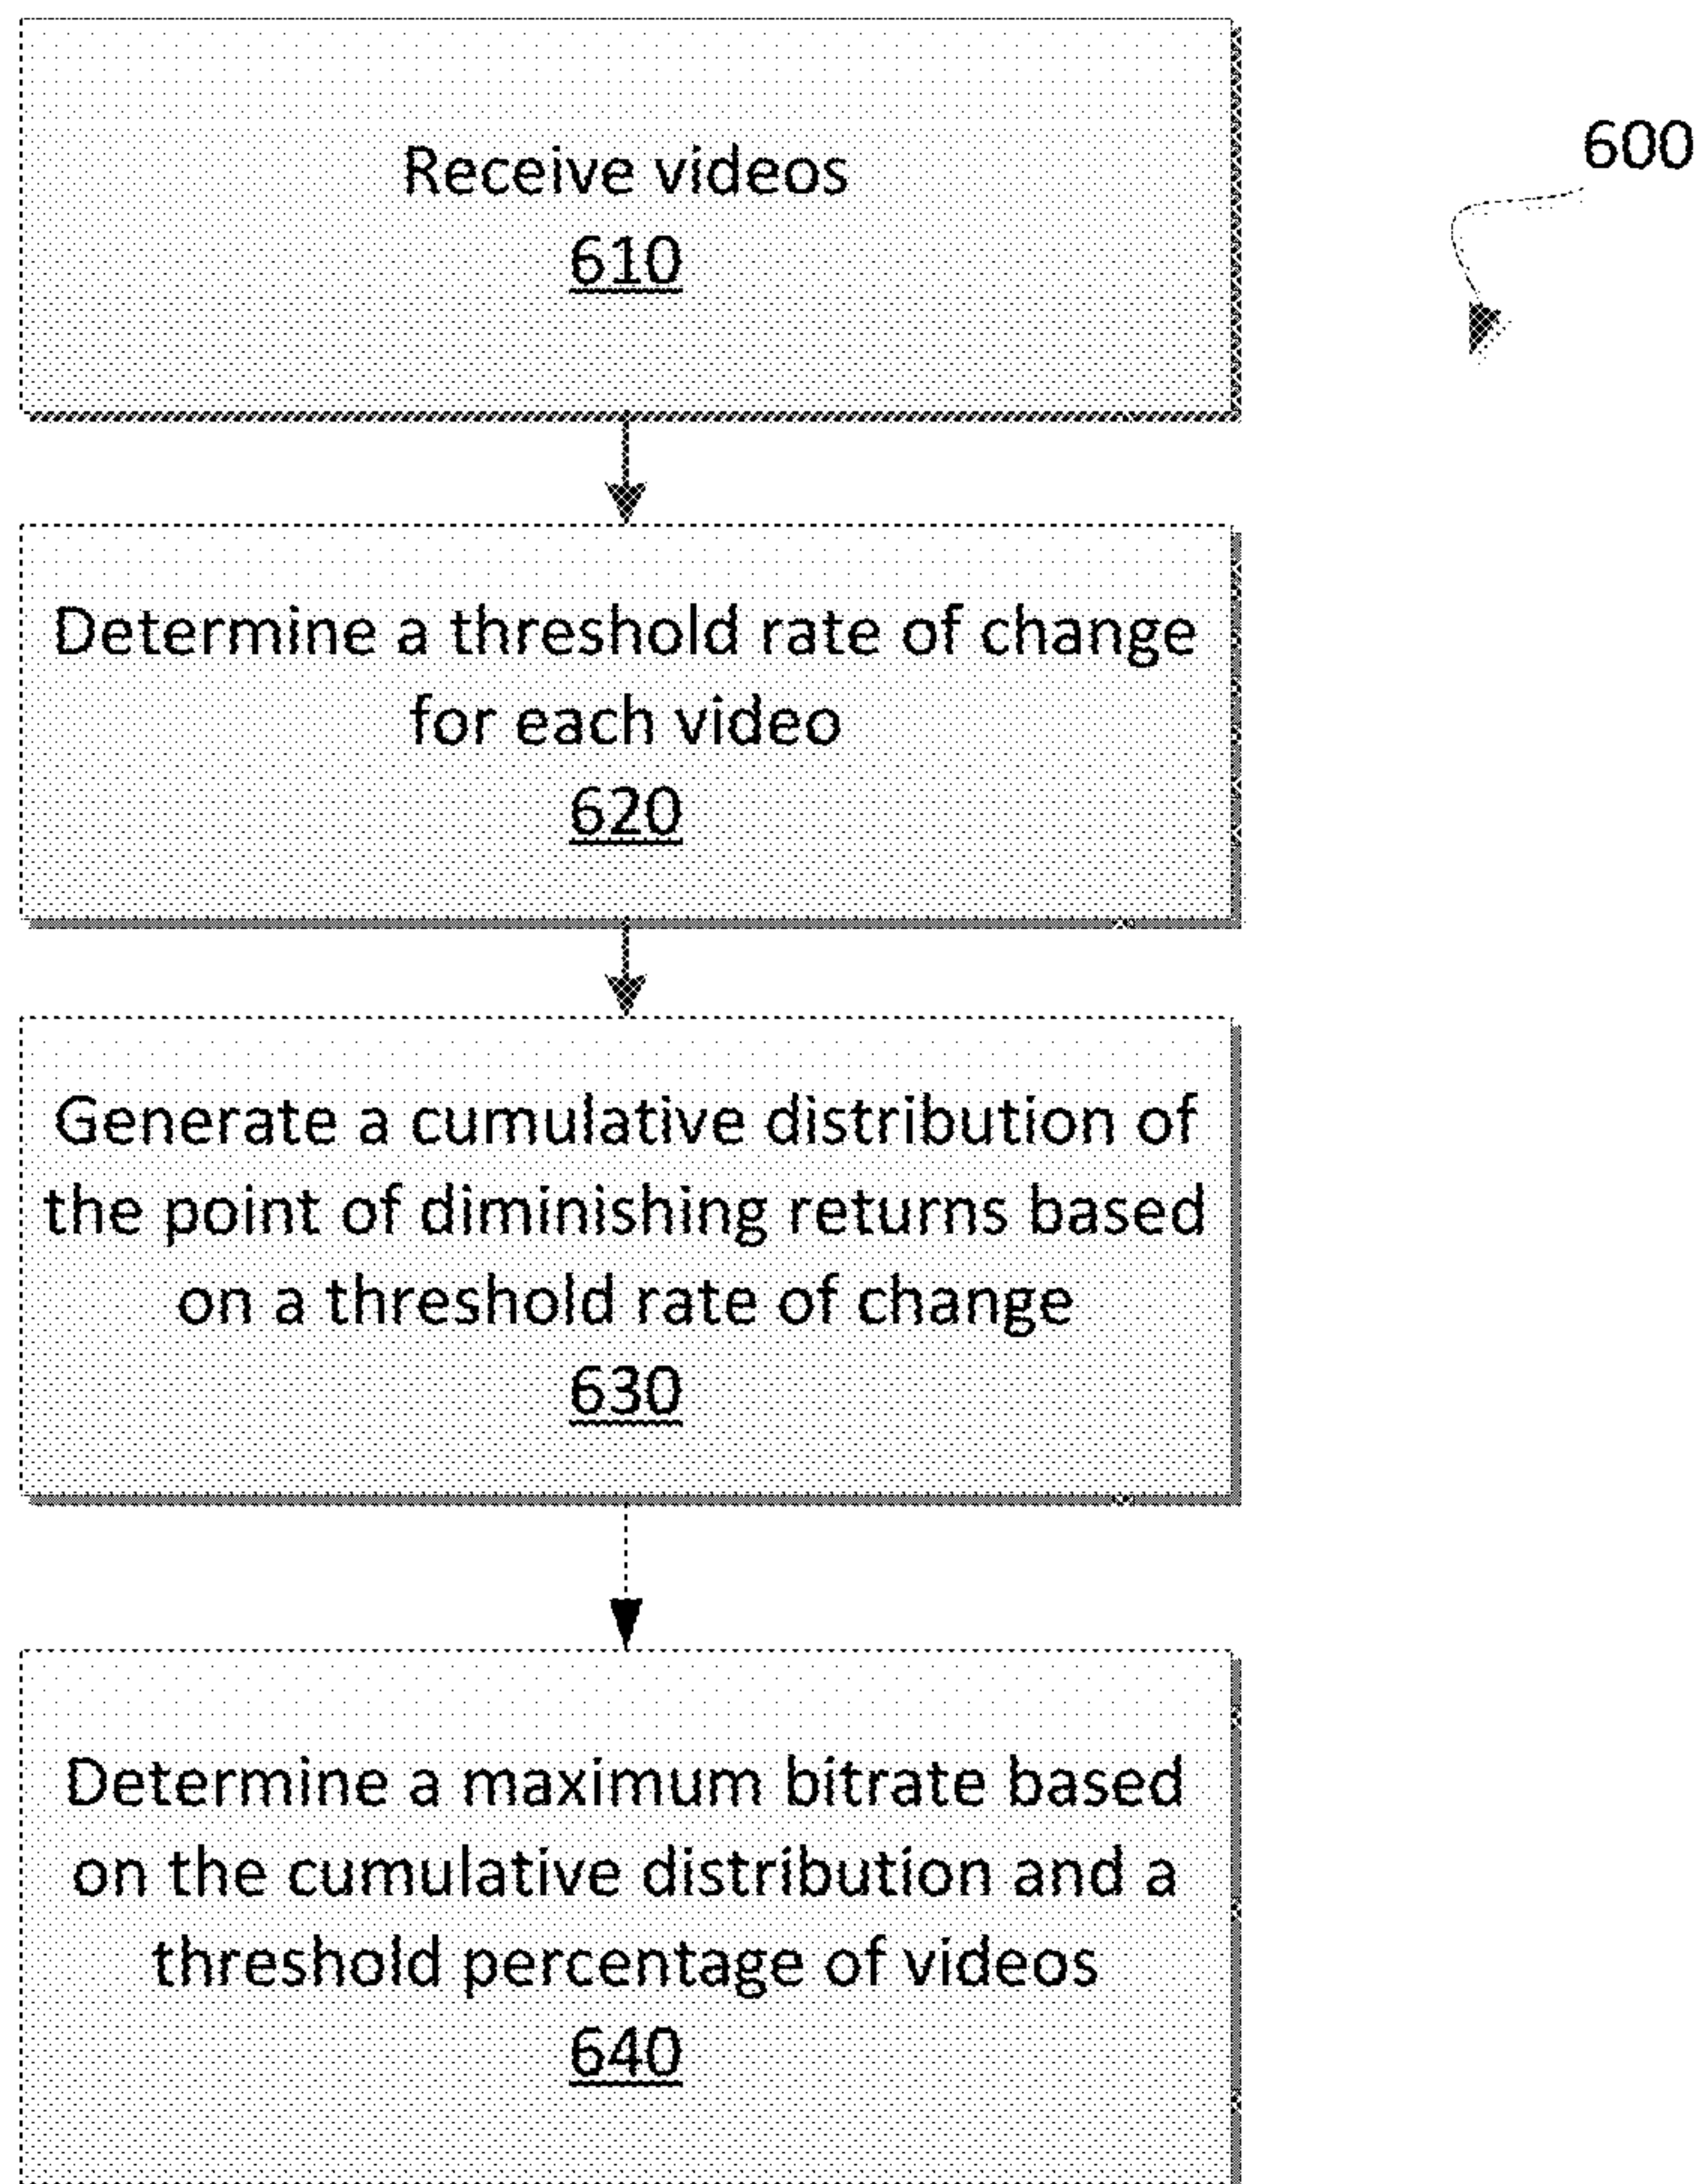 Receive videos
610
600
Determine a threshold rate of change
for each video
620
Generate a cumulative distribution of
the point of diminishing returns based
on a threshold rate of change
630
Determine a maximum bitrate based
on the cumulative distribution and a
threshold percentage of videos
640